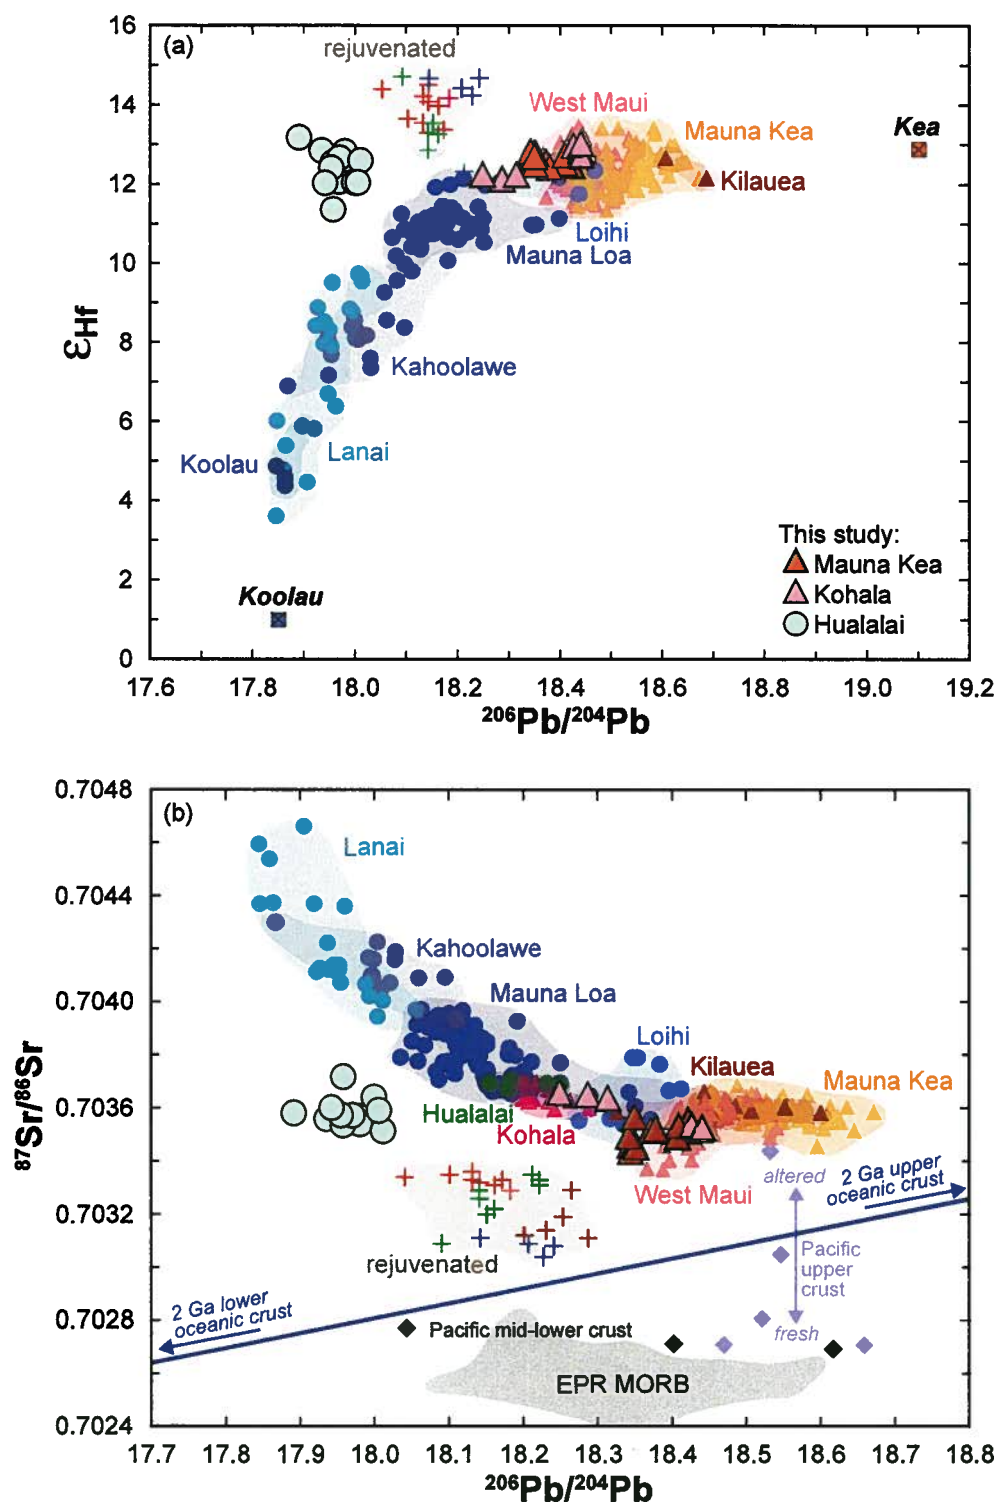 (a)
rejuvenated
West Maui
Mauna Kea
Kea
Kilauea
Loihi
Mauna Loa
Kahoolawe
Lanai
Koolau
Koolau
This study:
Mauna Kea
Kohala
Hualalai
16
14
12
10
8
6
4
2
0
εHf
17.6 17.8 18.0 18.2 18.4 18.6 18.8 19.0 19.2
²⁰⁶Pb/²⁰⁴Pb
(b)
0.7048
0.7044
0.7040
0.7036
0.7032
0.7028
0.7024
⁸⁷Sr/⁸⁶Sr
Lanai
Kahoolawe
Mauna Loa
Loihi
Kilauea
Mauna Kea
Hualalai
Kohala
West Maui
altered
2 Ga upper
oceanic crust
Pacific
upper
crust
fresh
rejuvenated
2 Ga lower
oceanic crust
Pacific mid-lower crust
EPR MORB
17.7 17.8 17.9 18.0 18.1 18.2 18.3 18.4 18.5 18.6 18.7 18.8
²⁰⁶Pb/²⁰⁴Pb